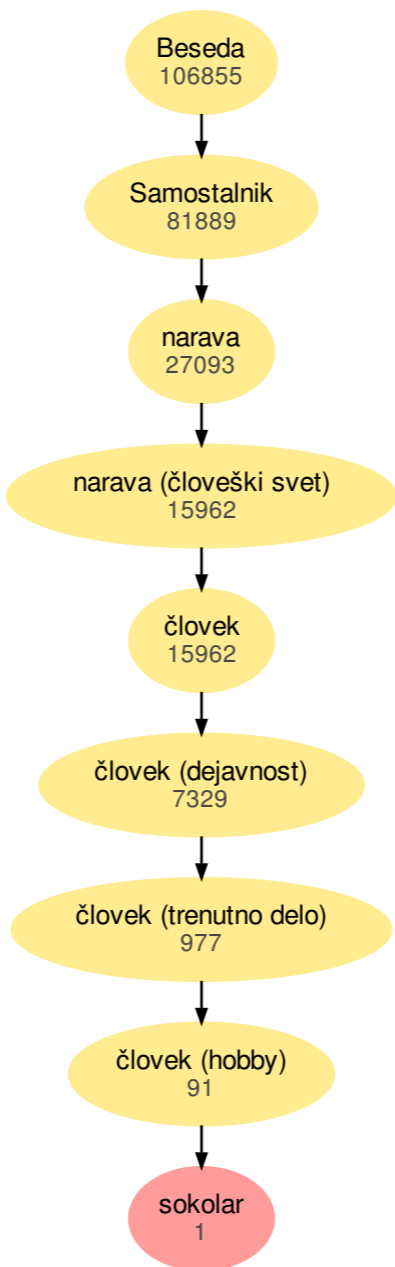 Beseda
106855
Samostalnik
81889
narava
27093
narava (človeški svet)
15962
človek
15962
človek (dejavnost)
7329
človek (trenutno delo)
977
človek (hobby)
91
sokolar
1